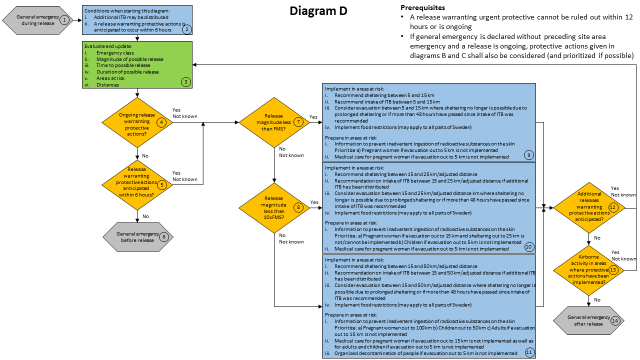 Diagram D
Prerequisites
• A release warranting urgent protective cannot be ruled out within 12
hours or is ongoing
• If general emergency is declared without preceding site area
emergency and a release is ongoing, protective actions given in
diagrams B and C shall also be considered (and prioritized if possible)
General emergency
during release
1
Conditions when starting this diagram:
i. Additional ITB may be distributed
ii. A release warranting protective actions is
anticipated to occur within 6 hours
2
Evaluate and update:
i. Emergency class
ii. Magnitude of possible release
iii. Time to possible release
iv. Duration of possible release
v. Areas at risk
vi. Distances
3
Ongoing release
warranting
protective
actions?
4
Yes
Not known
No
Release
warranting
protective actions
anticipated
within 6 hours?
5
Yes
Not known
No
General emergency
before release
6
Release
magnitude less
than FMS?
7
Yes
Not known
No
Not known
Release
magnitude
less than
10xFMS?
8
Yes
Not known
No
Not known
Implement in areas at risk:
i. Recommend sheltering between 5 and 15 km
ii. Recommend intake of ITB between 5 and 15 km
iii. Consider evacuation between 5 and 15 km where sheltering no longer is possible due to
prolonged sheltering or if more than 48 hours have passed since intake of ITB was
recommended
iv. Implement food restrictions (may apply to all parts of Sweden)
Prepare in areas at risk:
i. Information to prevent inadvertent ingestion of radioactive substances on the skin
Prioritize a) Pregnant women if evacuation out to 5 km is not implemented
ii. Medical care for pregnant women if evacuation out to 5 km is not implemented
9
Implement in areas at risk:
i. Recommend sheltering between 15 and 25 km/adjusted distance
ii. Recommendation on intake of ITB between 15 and 25 km/adjusted distance if additional
ITB has been distributed
iii. Consider evacuation between 15 and 25 km/adjusted distance km where sheltering no
longer is possible due to prolonged sheltering or if more than 48 hours have passed since
intake of ITB was recommended
iv. Implement food restrictions (may apply to all parts of Sweden)
Prepare in areas at risk:
i. Information to prevent inadvertent ingestion of radioactive substances on the skin
Prioritize: a) Pregnant women if evacuation out to 15 km and sheltering out to 25 km is
not/cannot be implemented b) Children if evacuation out to 5 km is not implemented
ii. Medical care for pregnant women if evacuation out to 5 km is not implemented
10
Implement in areas at risk:
i. Recommend sheltering between 15 and 50 km/adjusted distance
ii. Recommendation on intake of ITB between 15 and 50 km/adjusted distance if additional ITB
has been distributed
iii. Consider evacuation between 15 and 50 km/adjusted distance where sheltering no longer is
possible due to prolonged sheltering or if more than 48 hours have passed since intake of
ITB was recommended
iv. Implement food restrictions (may apply to all parts of Sweden)
Prepare in areas at risk:
i. Information to prevent inadvertent ingestion of radioactive substances on the skin
Prioritize: a) Pregnant women out to 100 km b) Children out to 50 km c) Adults if evacuation
out to 15 km is not implemented
ii. Medical care for pregnant women if evacuation out to 15 km is not implemented as well as
for adults and children if evacuation out to 5 km is not implemented
iii. Organized decontamination of people if evacuation out to 5 km is not implemented
11
Additional
releases
warranting
protective actions
anticipated?
12
Yes
Not known
No
Airborne
activity in areas
where protective
actions have been
implemented?
13
Yes
Not known
No
General emergency
after release
14